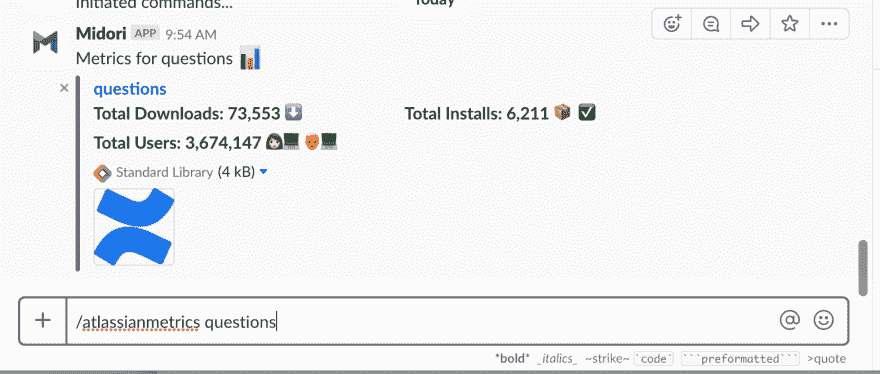 Initiated commands...
Today
Midori APP 9:54 AM
Metrics for questions
questions
Total Downloads: 73,553 Total Installs: 6,211
Total Users: 3,674,147
Standard Library (4 kB)
/atlassianmetrics questions
*bold* _italics_ ~strike~ `code` ```preformatted``` >quote